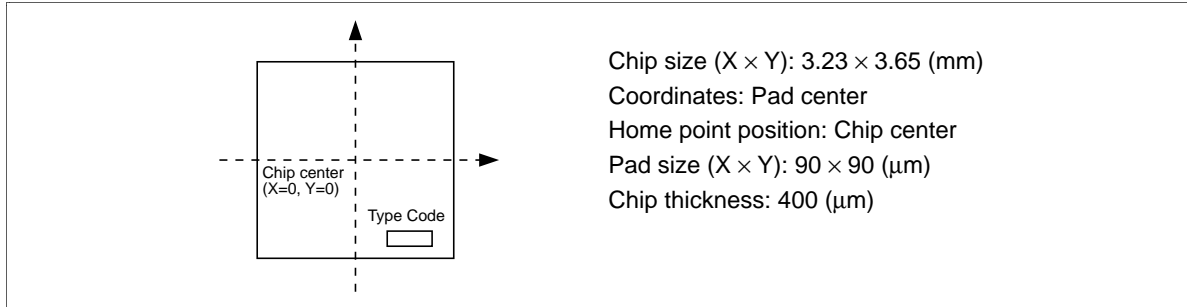 Chip size (X × Y): 3.23 × 3.65 (mm)
Coordinates: Pad center
Home point position: Chip center
Pad size (X × Y): 90 × 90 (μm)
Chip thickness: 400 (μm)
Chip center
(X=0, Y=0)
Type Code